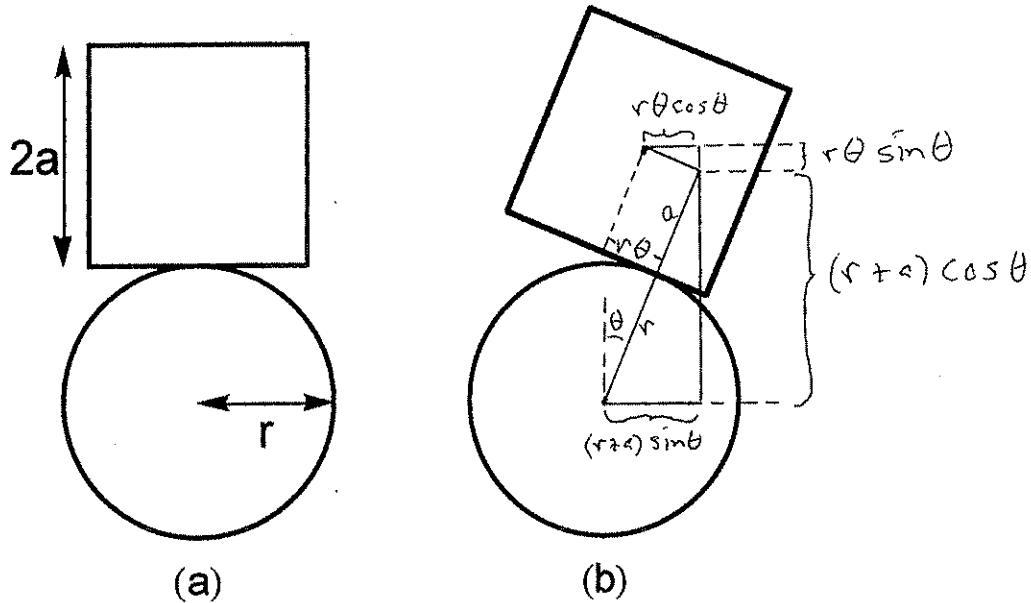 2a
r
(a)
rθcosθ
rθ sinθ
a
rθ
(r+a) cosθ
θ
r
(r+a) sinθ
(b)